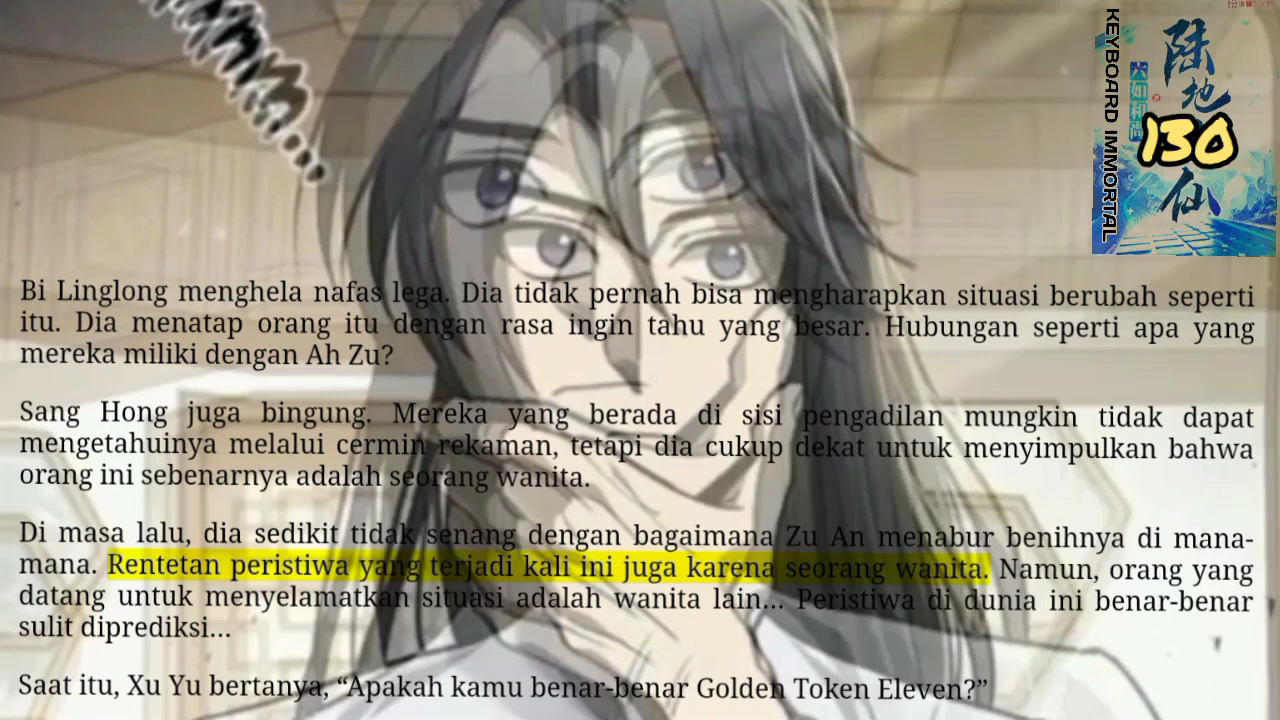 KEYBOARD IMMORTAL
陆地
130
仙
Bi Linglong menghela nafas lega. Dia tidak pernah bisa mengharapkan situasi berubah seperti
itu. Dia menatap orang itu dengan rasa ingin tahu yang besar. Hubungan seperti apa yang
mereka miliki dengan Ah Zu?
Sang Hong juga bingung. Mereka yang berada di sisi pengadilan mungkin tidak dapat
mengetahuinya melalui cermin rekaman, tetapi dia cukup dekat untuk menyimpulkan bahwa
orang ini sebenarnya adalah seorang wanita.
Di masa lalu, dia sedikit tidak senang dengan bagaimana Zu An menabur benihnya di mana-
mana. Rentetan peristiwa yang terjadi kali ini juga karena seorang wanita. Namun, orang yang
datang untuk menyelamatkan situasi adalah wanita lain... Peristiwa di dunia ini benar-benar
sulit diprediksi...
Saat itu, Xu Yu bertanya, “Apakah kamu benar-benar Golden Token Eleven?”